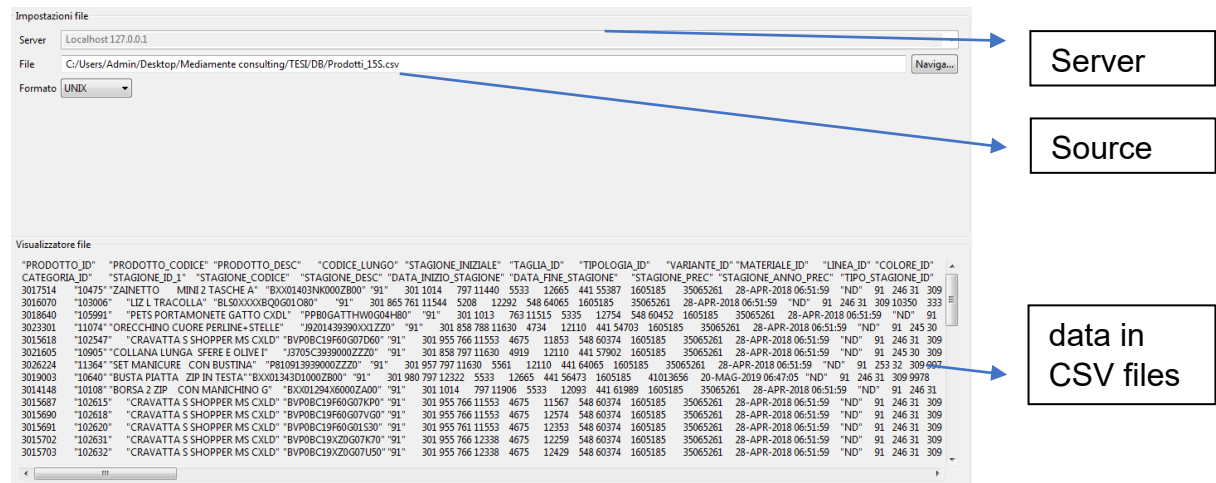 Impostazioni file
Server Localhost 127.0.0.1
Server
File C:/Users/Admin/Desktop/Mediamente consulting/TESI/DB/Prodotti_15S.csv Naviga...
Formato UNIX
Source
Visualizzatore file
"PRODOTTO_ID" "PRODOTTO_CODICE" "PRODOTTO_DESC" "CODICE_LUNGO" "STAGIONE_INIZIALE" "TAGLIA_ID" "TIPOLOGIA_ID" "VARIANTE_ID" "MATERIALE_ID" "LINEA_ID" "COLORE_ID"
CATEGORIA_ID" "STAGIONE_ID_1" "STAGIONE_CODICE" "STAGIONE_DESC" "DATA_INIZIO_STAGIONE" "DATA_FINE_STAGIONE" "STAGIONE_PREC" "STAGIONE_ANNO_PREC" "TIPO_STAGIONE_ID"
3017514 "10475" "ZAINETTO MINI 2 TASCHE A" "BXX01403NK000ZB00" "91" 301 1014 797 11440 5533 12665 441 55387 1605185 35065261 28-APR-2018 06:51:59 "ND" 91 246 31 309
3016070 "103006" "LIZ L TRACOLLA" "BLS0XXXXBQ0G01O80" "91" 301 865 761 11544 5208 12292 548 64065 1605185 35065261 28-APR-2018 06:51:59 "ND" 91 246 31 309 10350 333
3018640 "105991" "PETS PORTAMONETE GATTO CXDL" "PPB0GATTHW0G04H80" "91" 301 1013 763 11515 5335 12754 548 60452 1605185 35065261 28-APR-2018 06:51:59 "ND" 91
3023301 "11074" "ORECCHINO CUORE PERLINE+STELLE" "J9201439390XX1ZZ0" "91" 301 858 788 11630 4734 12110 441 54703 1605185 35065261 28-APR-2018 06:51:59 "ND" 91 245 30
3015618 "102547" "CRAVATTA S SHOPPER MS CXLD" "BVP0BC19F60G07D60" "91" 301 955 766 11553 4675 11853 548 60374 1605185 35065261 28-APR-2018 06:51:59 "ND" 91 246 31 309
3021605 "10905" "COLLANA LUNGA SFERE E OLIVE I" "J3705C3939000ZZZ0" "91" 301 858 797 11630 4919 12110 441 57902 1605185 35065261 28-APR-2018 06:51:59 "ND" 91 245 30 309
3026224 "11364" "SET MANICURE CON BUSTINA" "P810913939000ZZZ0" "91" 301 957 797 11630 5561 12110 441 64065 1605185 35065261 28-APR-2018 06:51:59 "ND" 91 253 32 309 997
3019003 "10640" "BUSTA PIATTA ZIP IN TESTA" "BXX01343D1000ZB00" "91" 301 980 797 12322 5533 12665 441 56473 1605185 41013656 20-MAG-2019 06:47:05 "ND" 91 246 31 309 9978
3014148 "10108" "BORSA 2 ZIP CON MANICHINO G" "BXX01294X6000ZA00" "91" 301 1014 797 11906 5533 12093 441 61989 1605185 35065261 28-APR-2018 06:51:59 "ND" 91 246 31
3015687 "102615" "CRAVATTA S SHOPPER MS CXLD" "BVP0BC19F60G07KP0" "91" 301 955 766 11553 4675 11567 548 60374 1605185 35065261 28-APR-2018 06:51:59 "ND" 91 246 31 309
3015690 "102618" "CRAVATTA S SHOPPER MS CXLD" "BVP0BC19F60G07VG0" "91" 301 955 766 11553 4675 12574 548 60374 1605185 35065261 28-APR-2018 06:51:59 "ND" 91 246 31 309
3015691 "102620" "CRAVATTA S SHOPPER MS CXLD" "BVP0BC19F60G01S30" "91" 301 955 761 11553 4675 12353 548 60374 1605185 35065261 28-APR-2018 06:51:59 "ND" 91 246 31 309
3015702 "102631" "CRAVATTA S SHOPPER MS CXLD" "BVP0BC19XZ0G07K70" "91" 301 955 766 12338 4675 12259 548 60374 1605185 35065261 28-APR-2018 06:51:59 "ND" 91 246 31 309
3015703 "102632" "CRAVATTA S SHOPPER MS CXLD" "BVP0BC19XZ0G07U50" "91" 301 955 766 12338 4675 12429 548 60374 1605185 35065261 28-APR-2018 06:51:59 "ND" 91 246 31 309
data in
CSV files